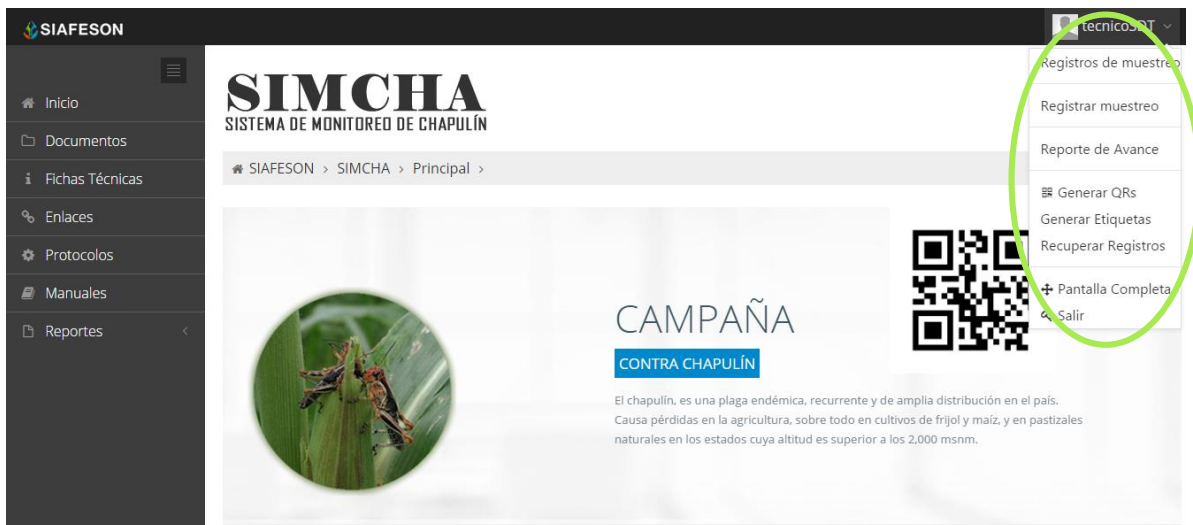 SIAFESON
tecnicoSDT
Inicio
Documentos
Fichas Técnicas
Enlaces
Protocolos
Manuales
Reportes
SIMCHA
SISTEMA DE MONITOREO DE CHAPULÍN
SIAFESON > SIMCHA > Principal >
Registros de muestreo
Registrar muestreo
Reporte de Avance
Generar QRs
Generar Etiquetas
Recuperar Registros
Pantalla Completa
Salir
CAMPAÑA
CONTRA CHAPULÍN
El chapulín, es una plaga endémica, recurrente y de amplia distribución en el país.
Causa pérdidas en la agricultura, sobre todo en cultivos de frijol y maíz, y en pastizales
naturales en los estados cuya altitud es superior a los 2,000 msnm.